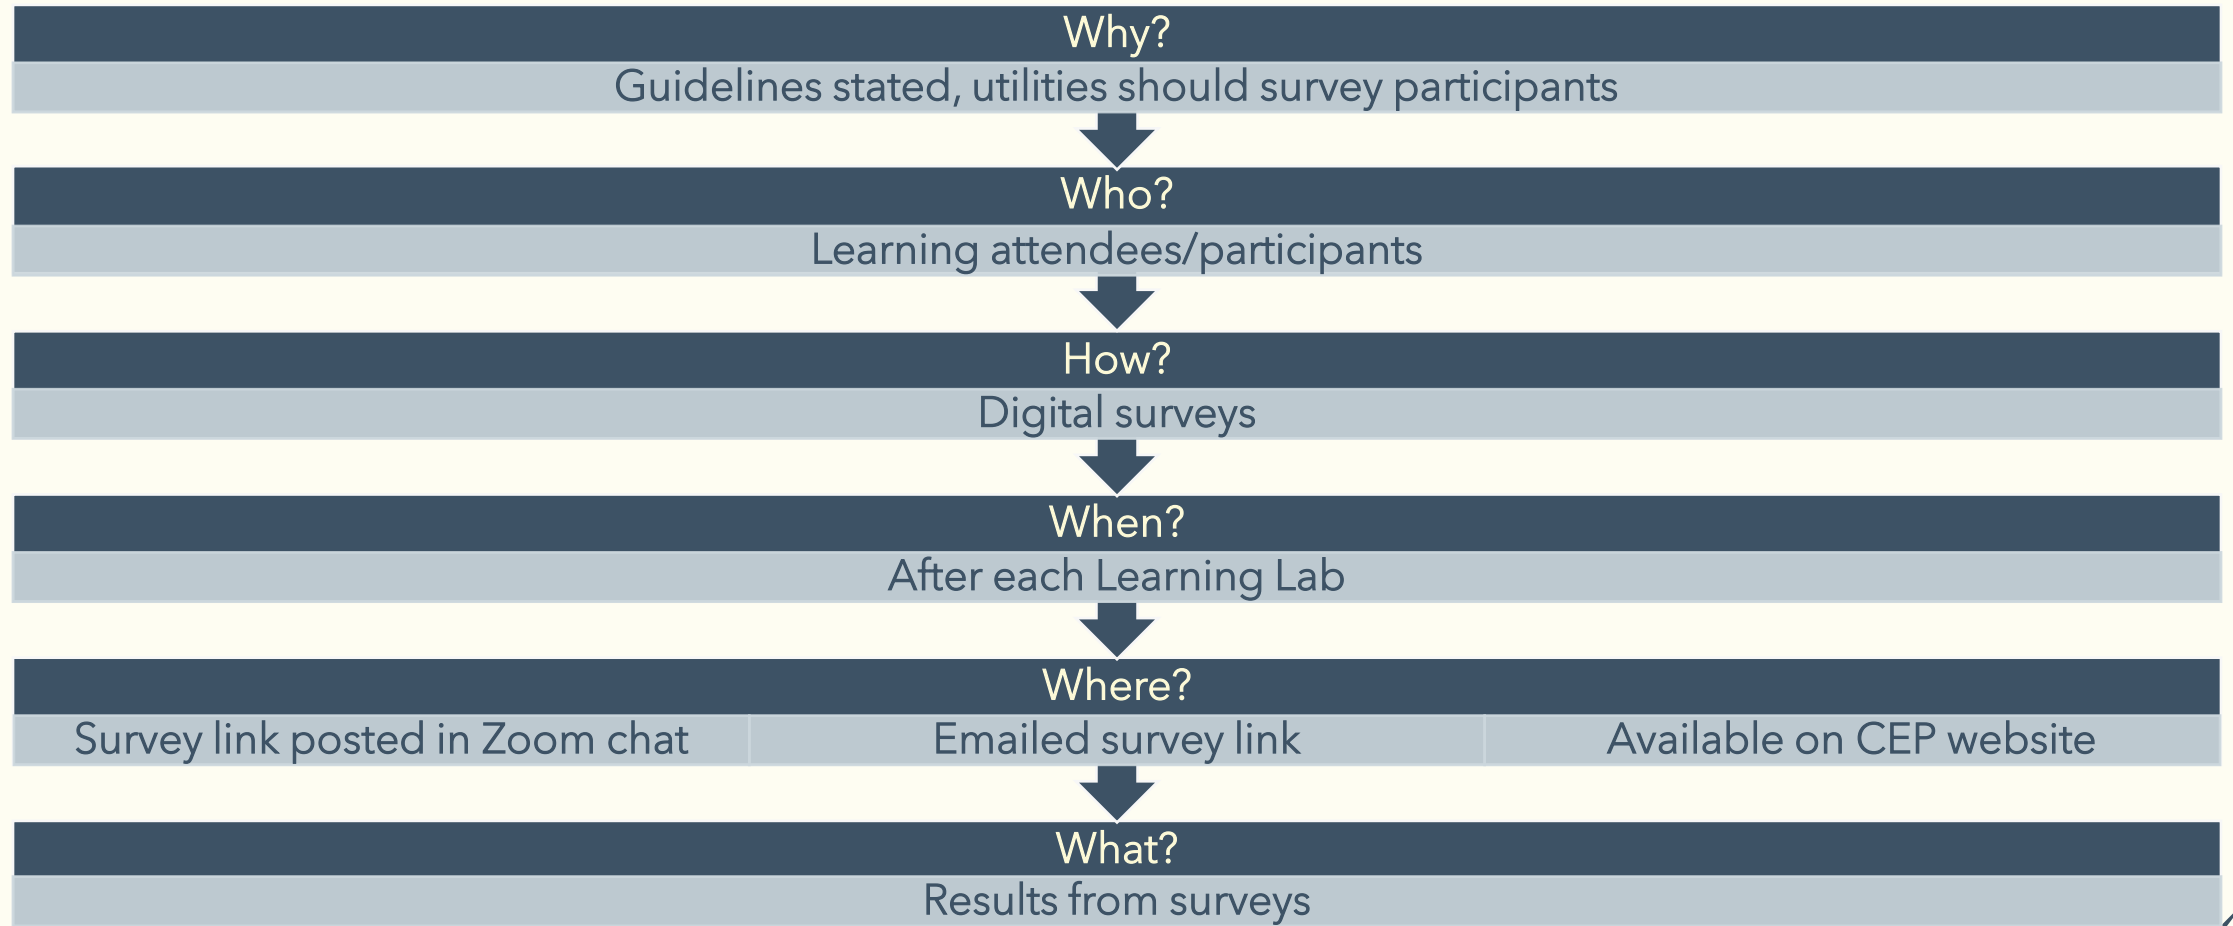 Why?
Guidelines stated, utilities should survey participants
Who?
Learning attendees/participants
How?
Digital surveys
When?
After each Learning Lab
Where?
Survey link posted in Zoom chat
Emailed survey link
Available on CEP website
What?
Results from surveys